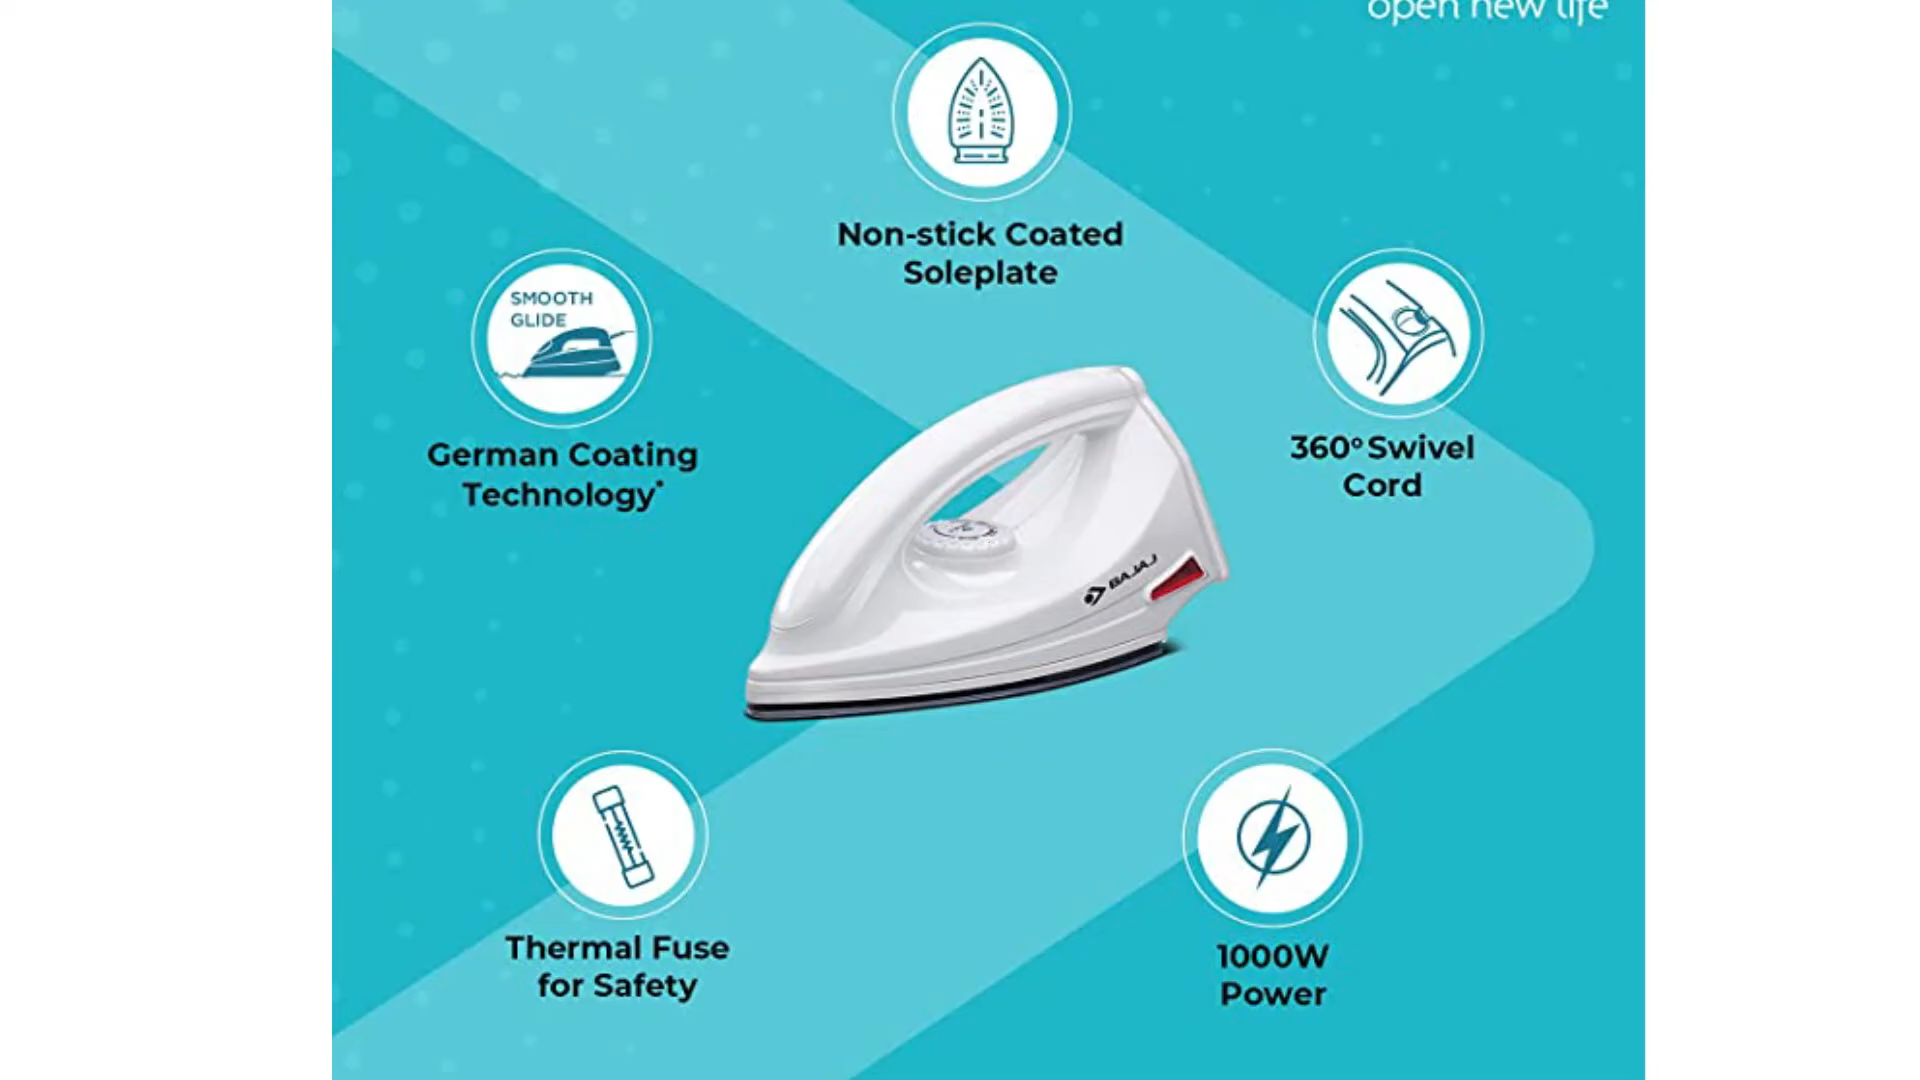 open new life
Non-stick Coated
Soleplate
SMOOTH
GLIDE
German Coating
Technology*
360° Swivel
Cord
BAJAJ
Thermal Fuse
for Safety
1000W
Power